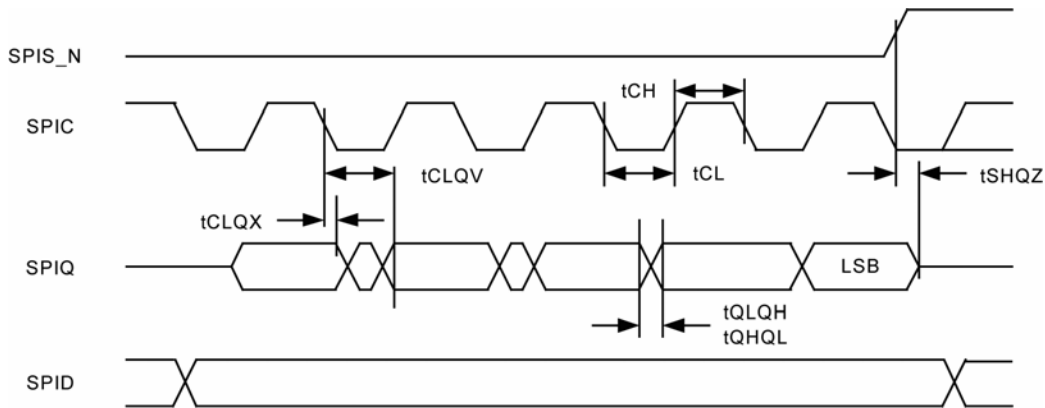 SPIS_N
tCH
SPIC
tCLQV
tCL
tSHQZ
tCLQX
SPIQ
LSB
tQLQH
tQHQL
SPID